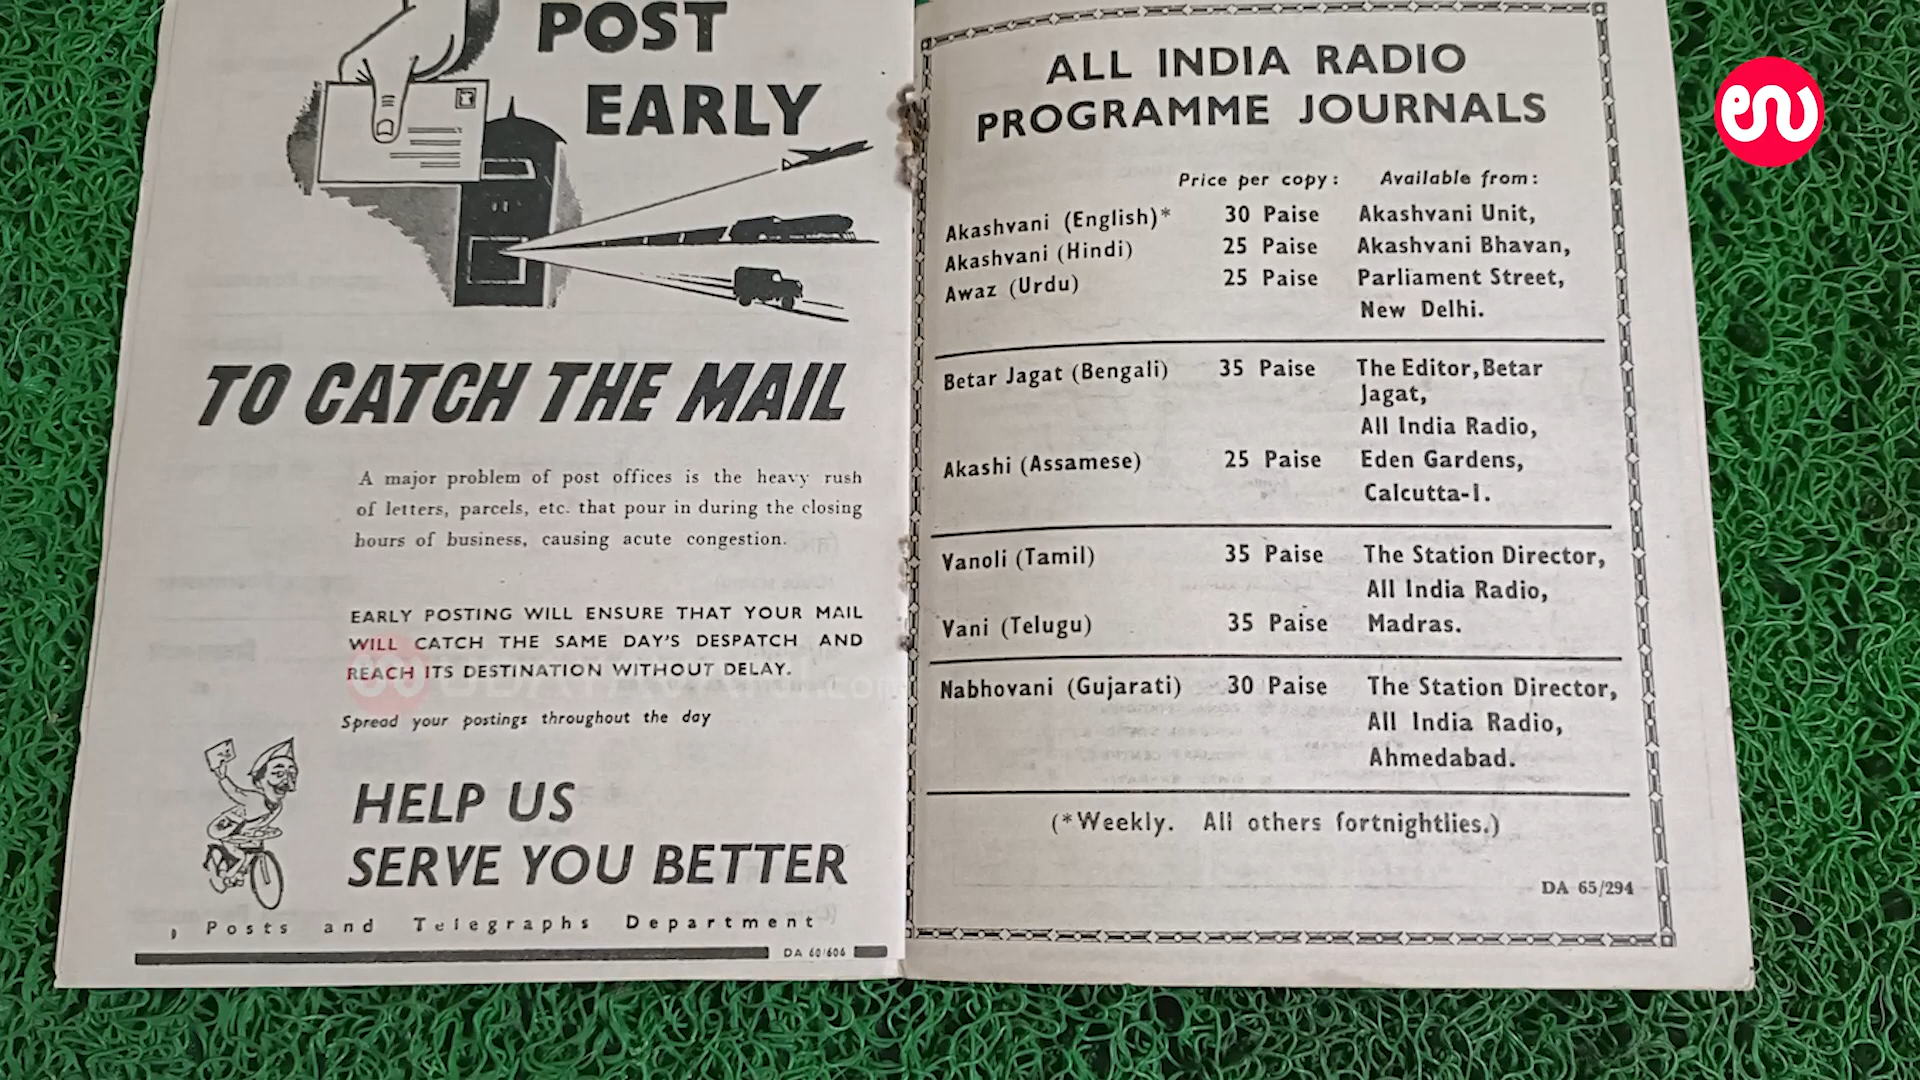 POST
EARLY
TO CATCH THE MAIL
A major problem of post offices is the heavy rush
of letters, parcels, etc. that pour in during the closing
hours of business, causing acute congestion.
EARLY POSTING WILL ENSURE THAT YOUR MAIL
WILL CATCH THE SAME DAY'S DESPATCH AND
REACH ITS DESTINATION WITHOUT DELAY.
Spread your postings throughout the day
HELP US
SERVE YOU BETTER
Posts and Telegraphs Department
DA 60/606
ALL INDIA RADIO
PROGRAMME JOURNALS
Price per copy: Available from:
Akashvani (English)* 30 Paise Akashvani Unit,
Akashvani (Hindi) 25 Paise Akashvani Bhavan,
Awaz (Urdu) 25 Paise Parliament Street,
New Delhi.
Betar Jagat (Bengali) 35 Paise The Editor, Betar
Jagat,
All India Radio,
Akashi (Assamese) 25 Paise Eden Gardens,
Calcutta-1.
Vanoli (Tamil) 35 Paise The Station Director,
All India Radio,
Vani (Telugu) 35 Paise Madras.
Nabhovani (Gujarati) 30 Paise The Station Director,
All India Radio,
Ahmedabad.
(*Weekly. All others fortnightlies.)
DA 65/294